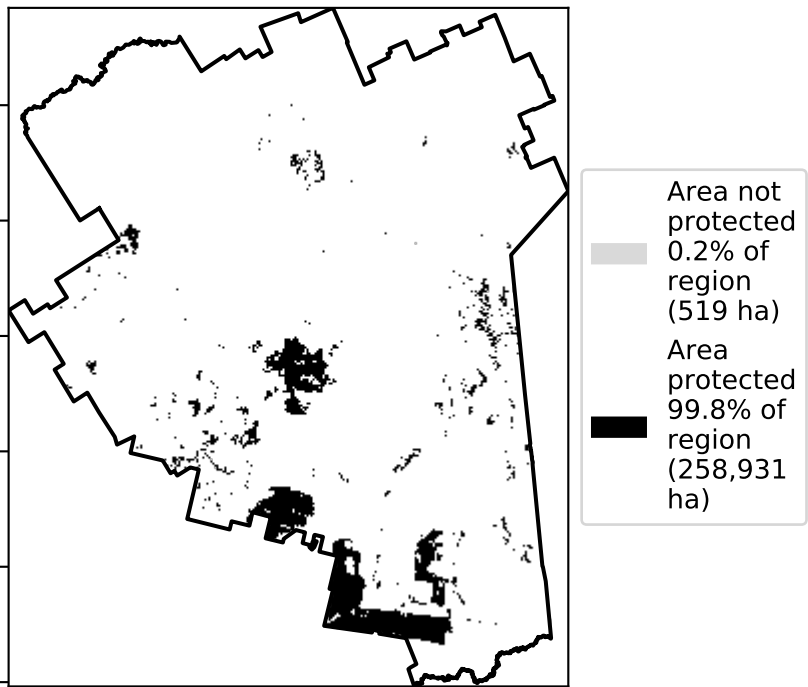 Area not
protected
0.2% of
region
(519 ha)
Area
protected
99.8% of
region
(258,931
ha)